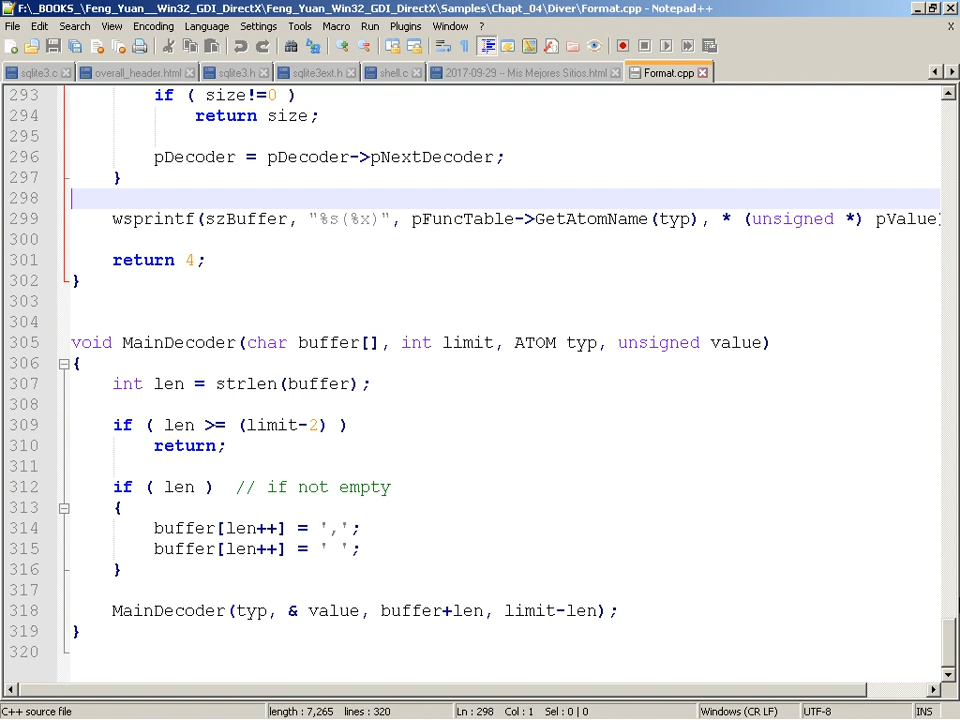 F:\_BOOKS_\Feng_Yuan__Win32_GDI_DirectX\Feng_Yuan_Win32_GDI_DirectX\Samples\Chapt_04\Diver\Format.cpp - Notepad++
File Edit Search View Encoding Language Settings Tools Macro Run Plugins Window ? X
sqlite3.c overall_header.html sqlite3.h sqlite3ext.h shell.c 2017-09-29 -- Mis Mejores Sitios.html Format.cpp
293 if ( size!=0 )
294 return size;
295
296 pDecoder = pDecoder->pNextDecoder;
297 }
298
299 wsprintf(szBuffer, "%s(%x)", pFuncTable->GetAtomName(typ), * (unsigned *) pValue)
300
301 return 4;
302 }
303
304
305 void MainDecoder(char buffer[], int limit, ATOM typ, unsigned value)
306 {
307 int len = strlen(buffer);
308
309 if ( len >= (limit-2) )
310 return;
311
312 if ( len ) // if not empty
313 {
314 buffer[len++] = ',';
315 buffer[len++] = ' ';
316 }
317
318 MainDecoder(typ, & value, buffer+len, limit-len);
319 }
320
C++ source file length : 7,265 lines : 320 Ln : 298 Col : 1 Sel : 0 | 0 Windows (CR LF) UTF-8 INS